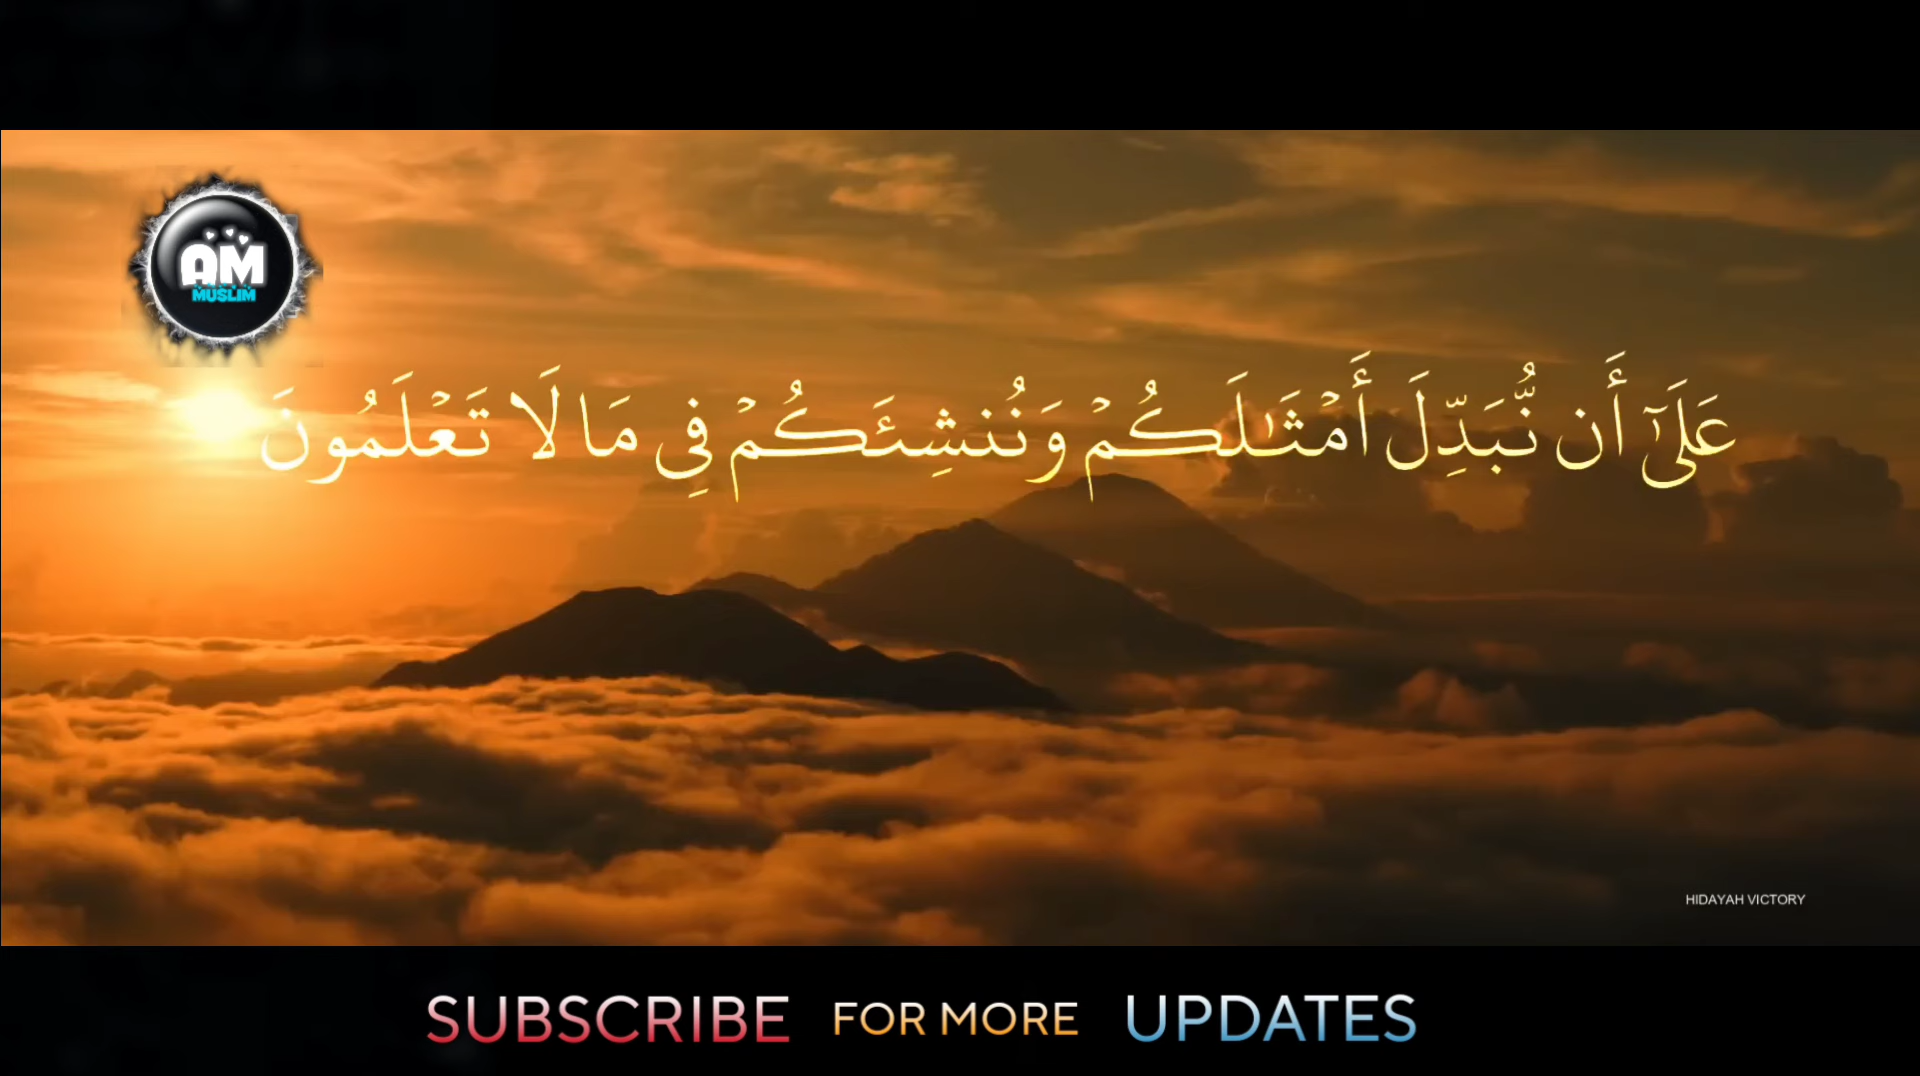 AM
MUSLIM
عَلَىٰٓ أَن نُّبَدِّلَ أَمْثَـٰلَكُمْ وَنُنشِئَكُمْ فِى مَا لَا تَعْلَمُونَ
HIDAYAH VICTORY
SUBSCRIBE FOR MORE UPDATES